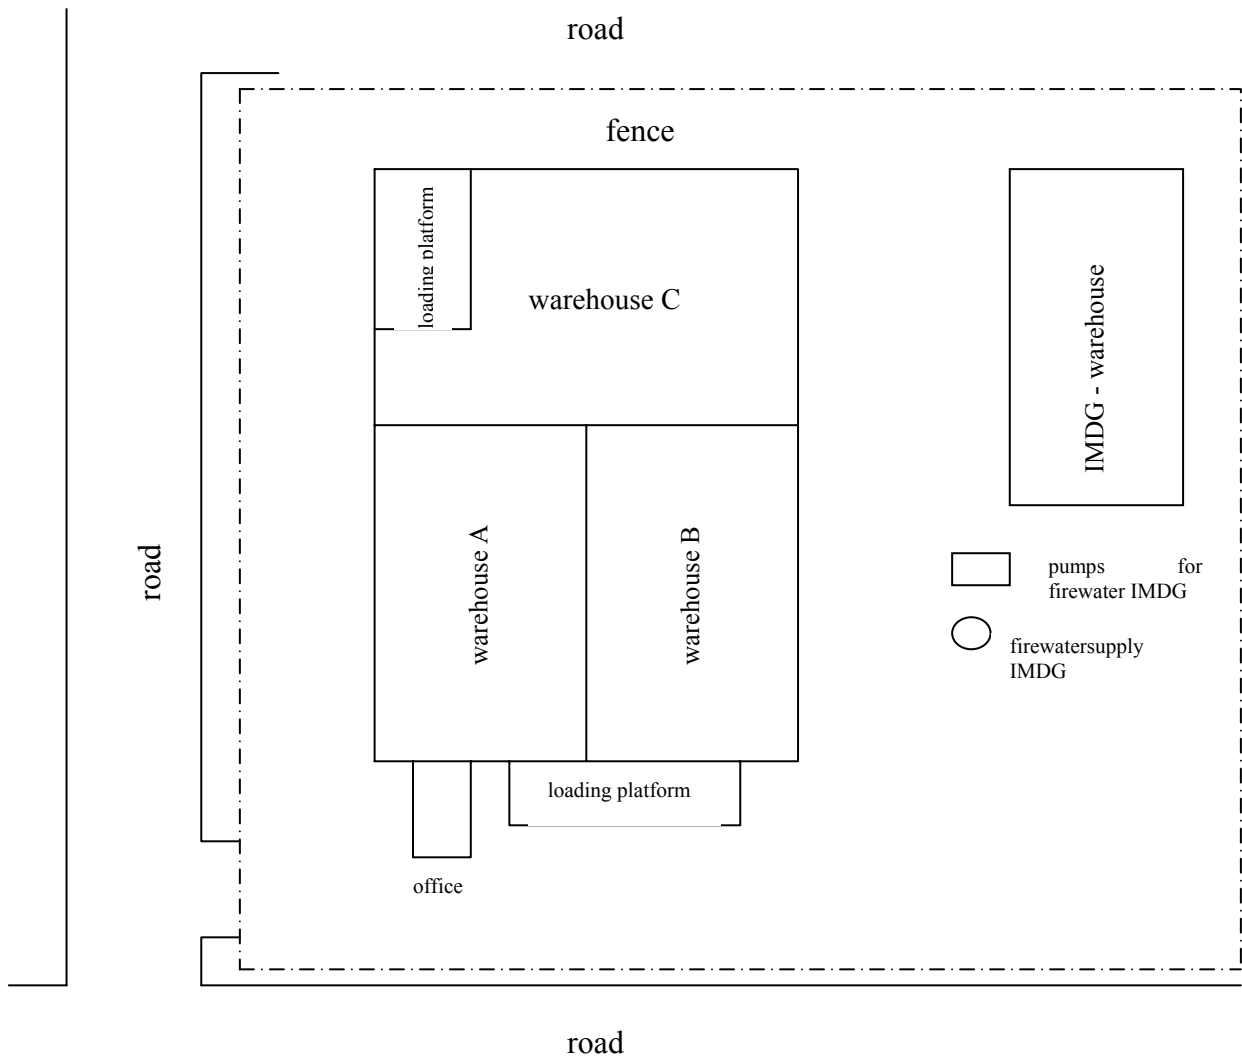 road
fence
loading platform
warehouse C
IMDG - warehouse
road
warehouse A
warehouse B
pumps for
firewater IMDG
firewatersupply
IMDG
loading platform
office
road